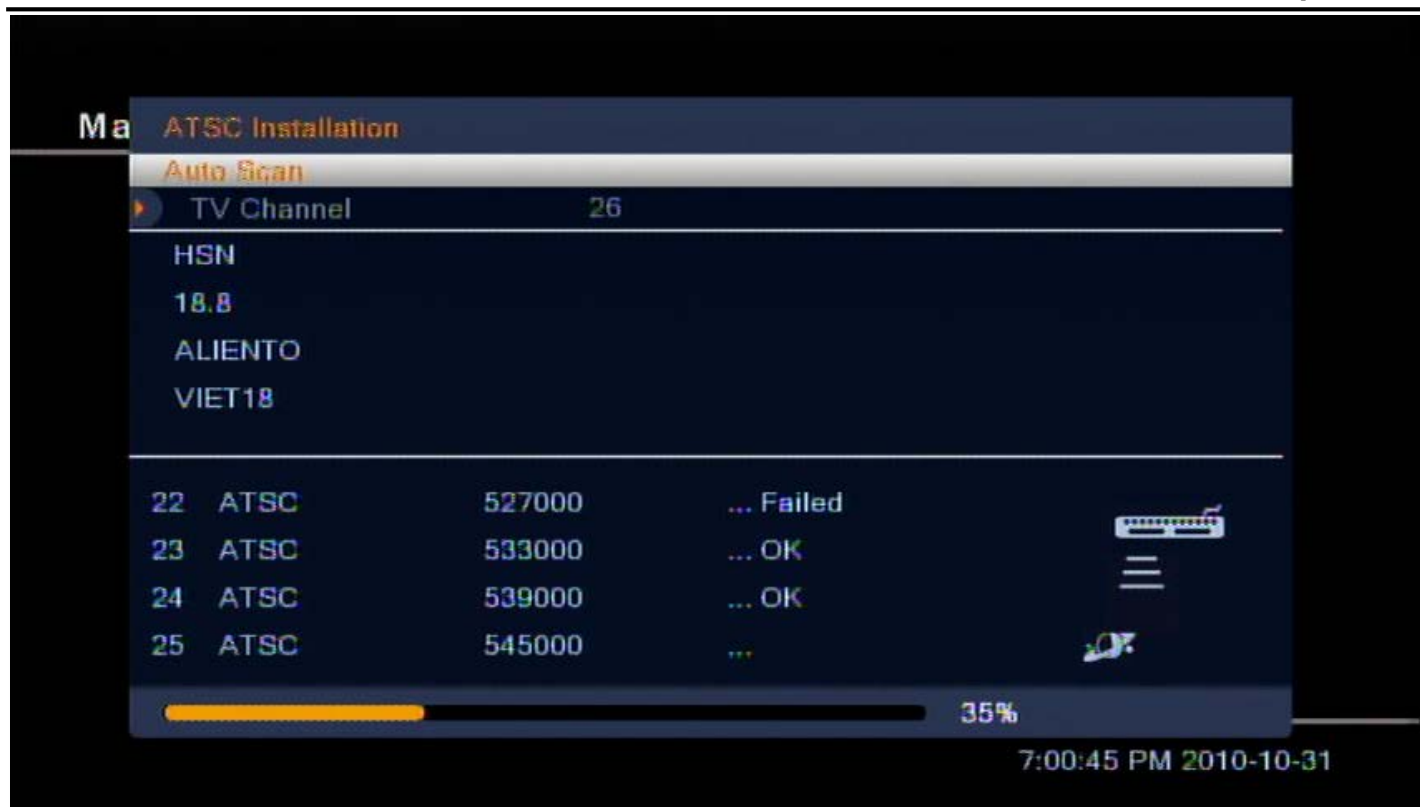 Ma
ATSC Installation
Auto Scan
TV Channel 26
HSN
18.8
ALIENTO
VIET18
22 ATSC 527000 ... Failed
23 ATSC 533000 ... OK
24 ATSC 539000 ... OK
25 ATSC 545000 ...
35%
7:00:45 PM 2010-10-31